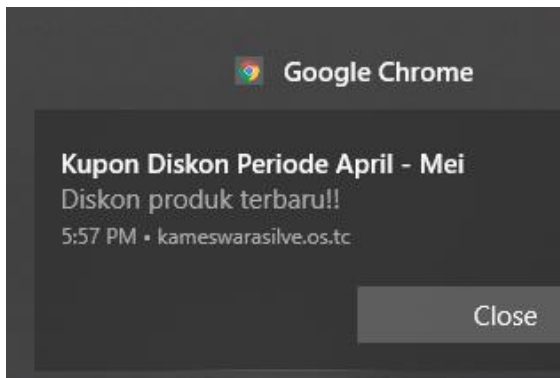 Google Chrome
Kupon Diskon Periode April - Mei
Diskon produk terbaru!!
5:57 PM • kameswarasilve.os.tc
Close